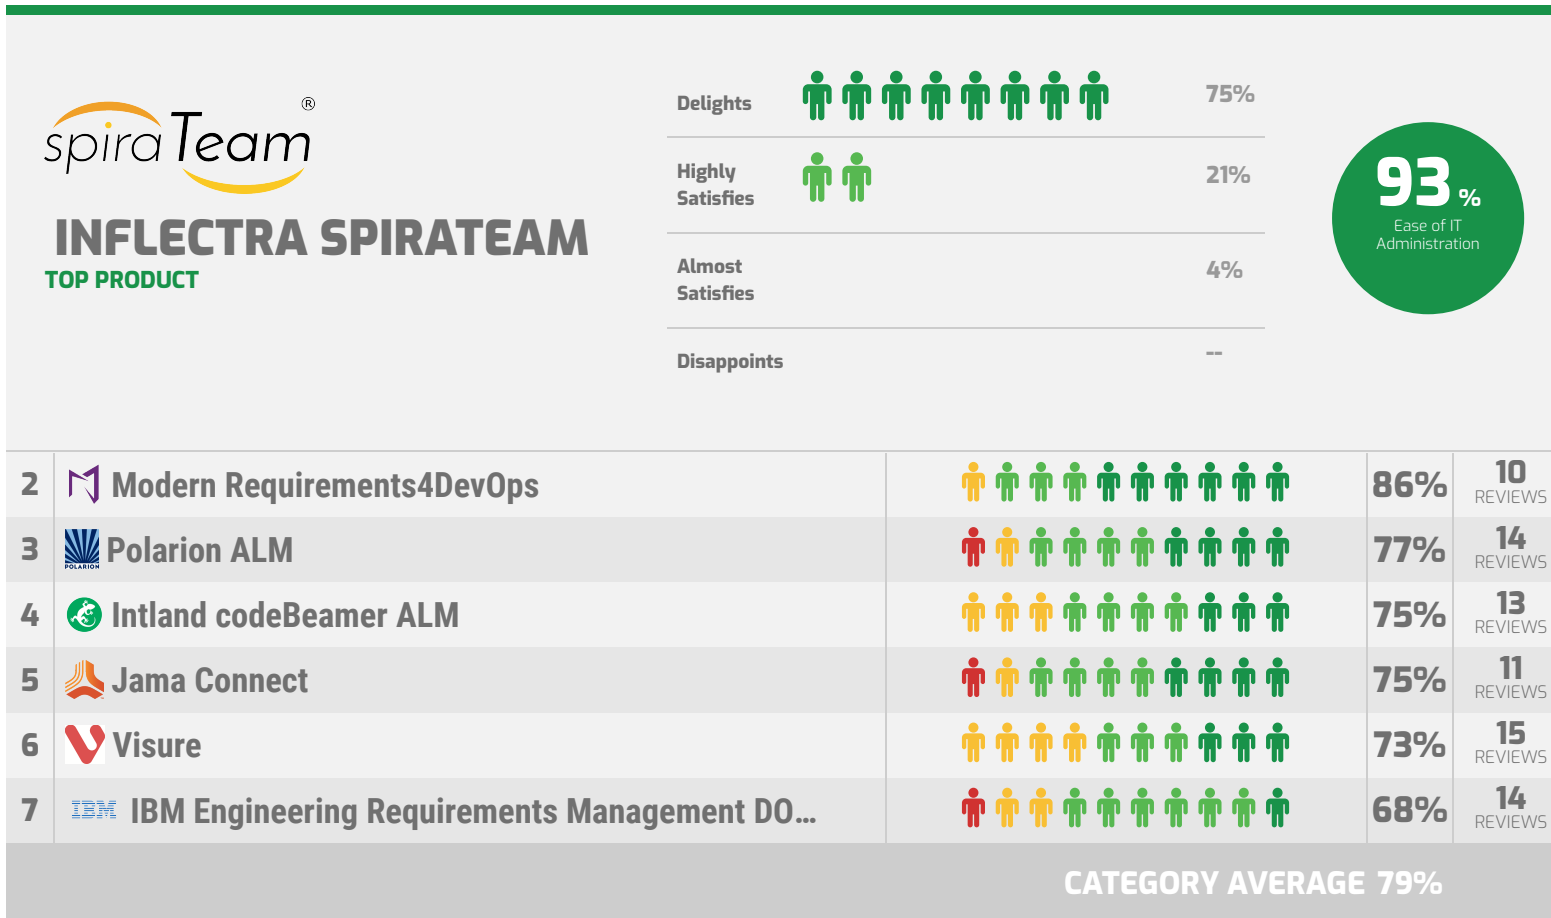 spiraTeam®
INFLECTRA SPIRATEAM
TOP PRODUCT
Delights 75%
Highly
Satisfies 21%
Almost
Satisfies 4%
Disappoints --
93%
Ease of IT
Administration
2 Modern Requirements4DevOps 86% 10
REVIEWS
3 POLARION Polarion ALM 77% 14
REVIEWS
4 Intland codeBeamer ALM 75% 13
REVIEWS
5 Jama Connect 75% 11
REVIEWS
6 Visure 73% 15
REVIEWS
7 IBM IBM Engineering Requirements Management DO... 68% 14
REVIEWS
CATEGORY AVERAGE 79%